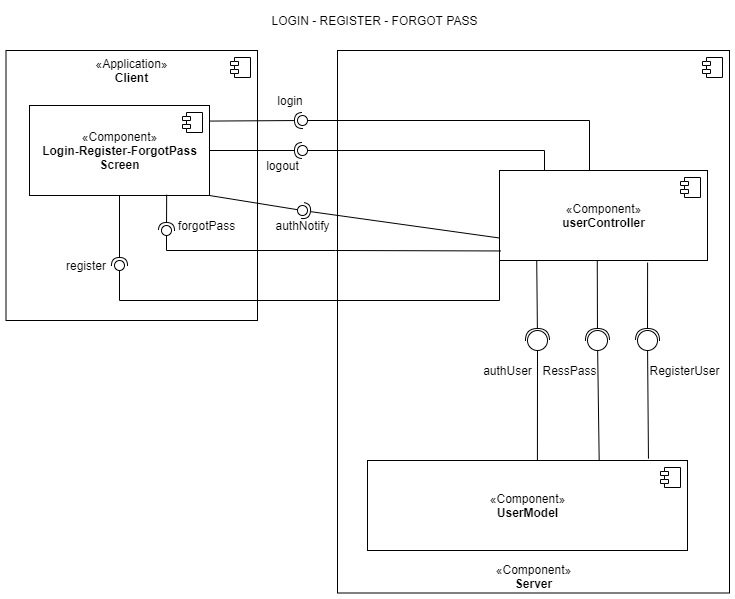 LOGIN - REGISTER - FORGOT PASS
«Application»
Client
«Component»
Login-Register-ForgotPass
Screen
login
logout
authNotify
forgotPass
register
«Component»
userController
authUser
RessPass
RegisterUser
«Component»
UserModel
«Component»
Server